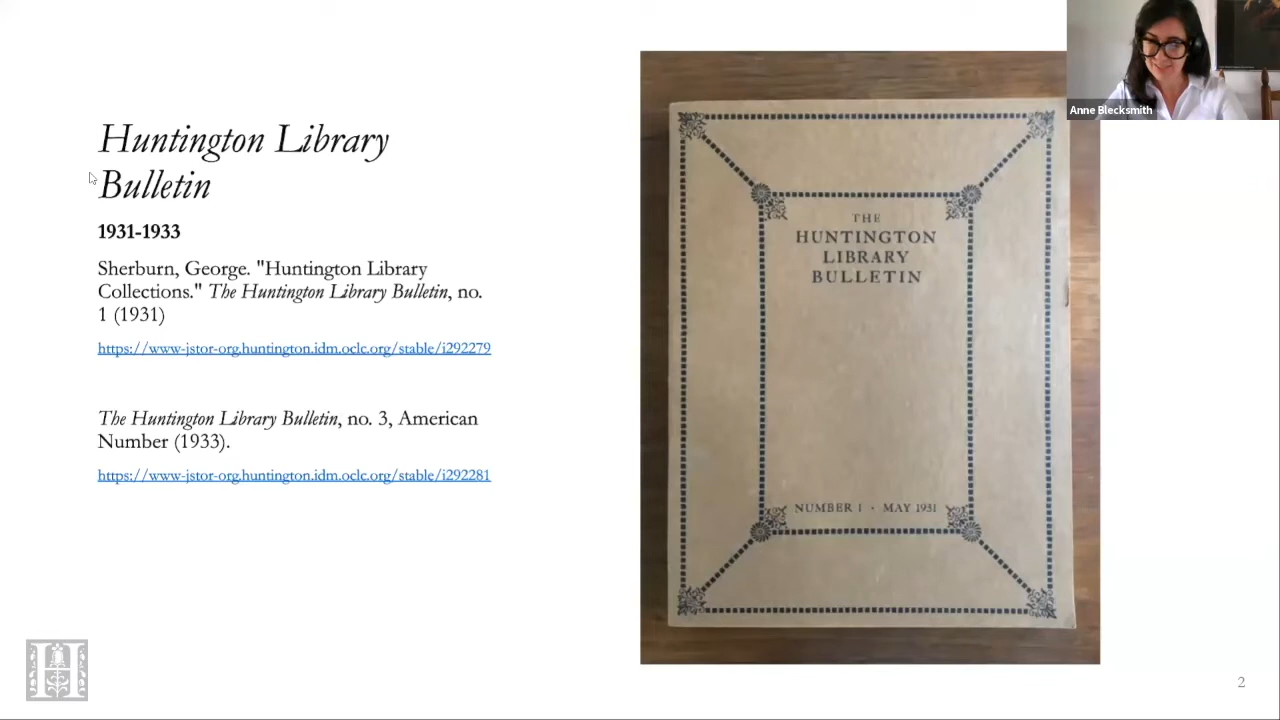 Huntington Library
Bulletin
1931-1933
Sherburn, George. "Huntington Library
Collections." The Huntington Library Bulletin, no.
1 (1931)
https://www-jstor-org.huntington.idm.oclc.org/stable/i292279
The Huntington Library Bulletin, no. 3, American
Number (1933).
https://www-jstor-org.huntington.idm.oclc.org/stable/i292281
THE
HUNTINGTON
LIBRARY
BULLETIN
NUMBER 1 · MAY 1931
Anne Blecksmith
H
2